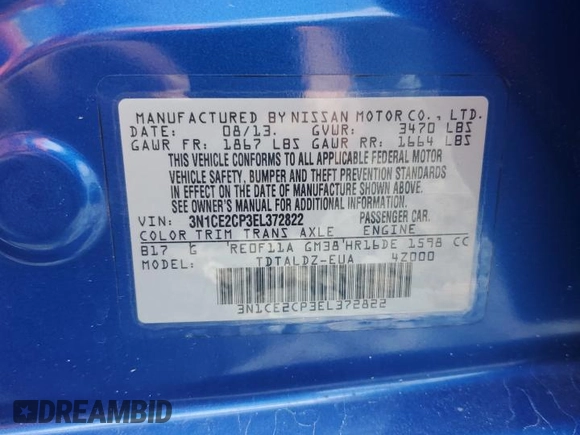 MANUFACTURED BY NISSAN MOTOR CO., LTD.
DATE: 08/13. GVWR: 3470 LBS
GAWR FR: 1867 LBS GAWR RR: 1664 LBS
THIS VEHICLE CONFORMS TO ALL APPLICABLE FEDERAL MOTOR
VEHICLE SAFETY, BUMPER AND THEFT PREVENTION STANDARDS
IN EFFECT ON THE DATE OF MANUFACTURE SHOWN ABOVE.
SEE OWNER'S MANUAL FOR ADDITIONAL INFORMATION.
VIN: 3N1CE2CP3EL372822 PASSENGER CAR.
COLOR TRIM TRANS AXLE ENGINE
B17 G RE0F11A GM38 HR16DE 1598 CC
MODEL: TDTALDZ-EUA 4Z000
3N1CE2CP3EL372822
DREAMBID